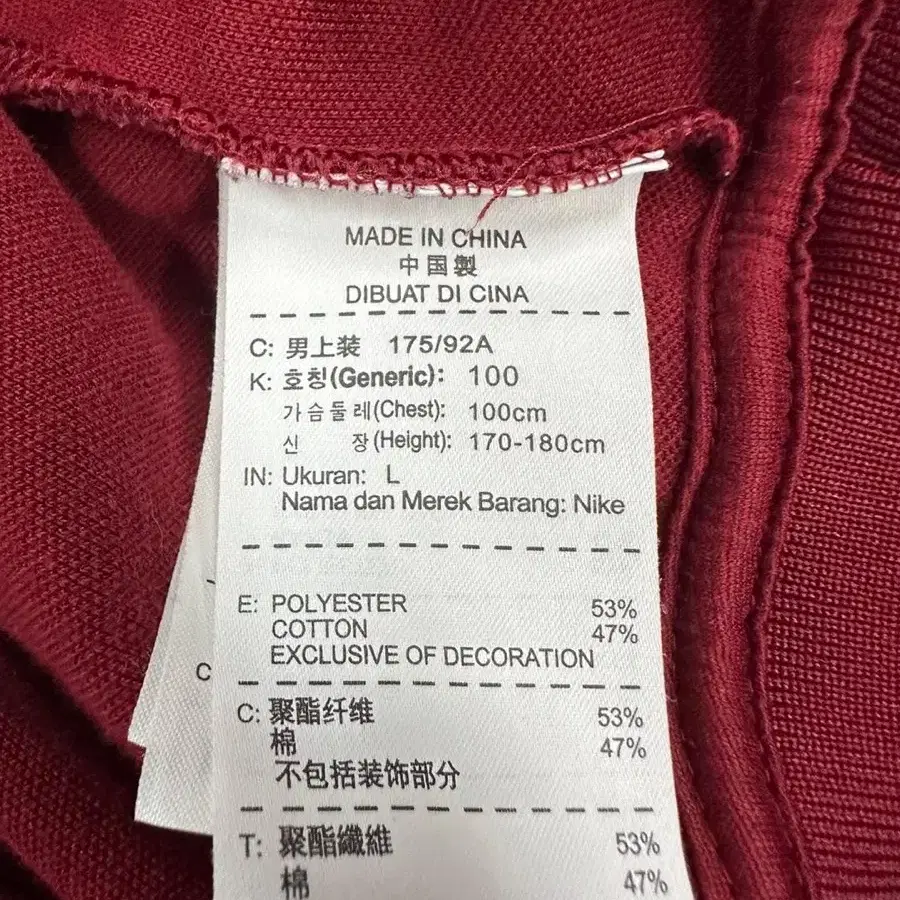 MADE IN CHINA
中国製
DIBUAT DI CINA
C: 男上装 175/92A
K: 호칭(Generic): 100
가슴둘레(Chest): 100cm
신 장(Height): 170-180cm
IN: Ukuran: L
Nama dan Merek Barang: Nike
E: POLYESTER 53%
COTTON 47%
EXCLUSIVE OF DECORATION
C: 聚酯纤维 53%
棉 47%
不包括装饰部分
T: 聚酯纖維 53%
棉 47%
C